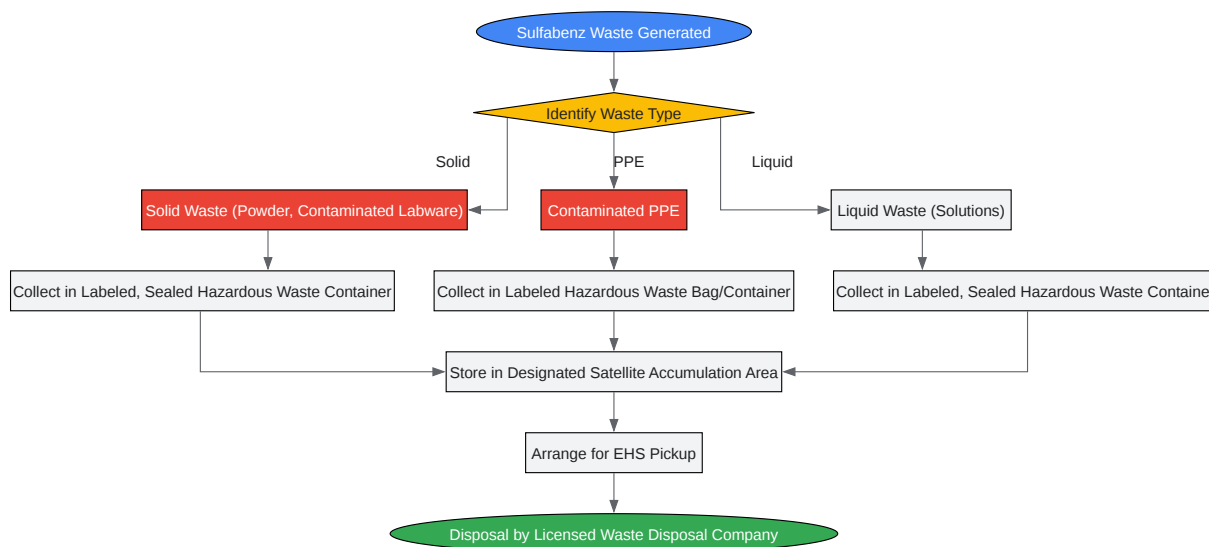 Sulfabenz Waste Generated
Identify Waste Type
Solid
PPE
Liquid
Solid Waste (Powder, Contaminated Labware)
Contaminated PPE
Liquid Waste (Solutions)
Collect in Labeled, Sealed Hazardous Waste Container
Collect in Labeled Hazardous Waste Bag/Container
Collect in Labeled, Sealed Hazardous Waste Containe
Store in Designated Satellite Accumulation Area
Arrange for EHS Pickup
Disposal by Licensed Waste Disposal Company